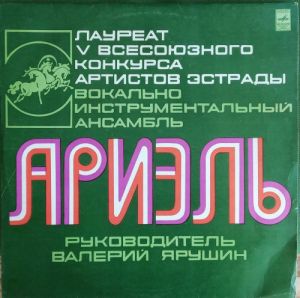 ЛАУРЕАТ
V ВСЕСОЮЗНОГО
КОНКУРСА
АРТИСТОВ ЭСТРАДЫ
ВОКАЛЬНО
ИНСТРУМЕНТАЛЬНЫЙ
АНСАМБЛЬ
АРИЭЛЬ
РУКОВОДИТЕЛЬ
ВАЛЕРИЙ ЯРУШИН